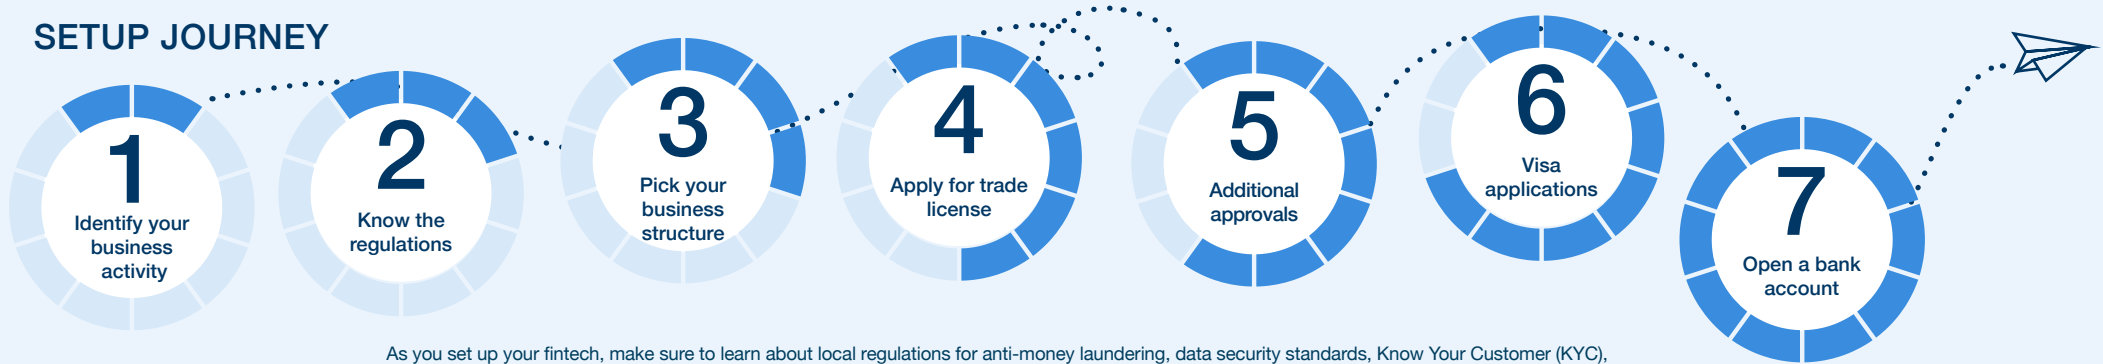 SETUP JOURNEY
1
Identify your
business
activity
2
Know the
regulations
3
Pick your
business
structure
4
Apply for trade
license
5
Additional
approvals
6
Visa
applications
7
Open a bank
account
As you set up your fintech, make sure to learn about local regulations for anti-money laundering, data security standards, Know Your Customer (KYC),